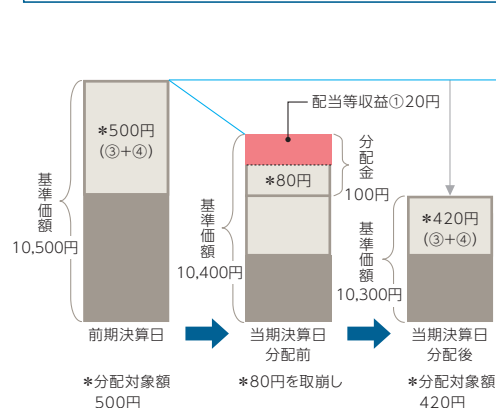 ＊500円
(③＋④)
基準価額
10,500円
前期決算日
＊分配対象額
500円
配当等収益①20円
＊80円
分配金
100円
基準価額
10,400円
当期決算日
分配前
＊80円を取崩し
＊420円
(③＋④)
基準価額
10,300円
当期決算日
分配後
＊分配対象額
420円